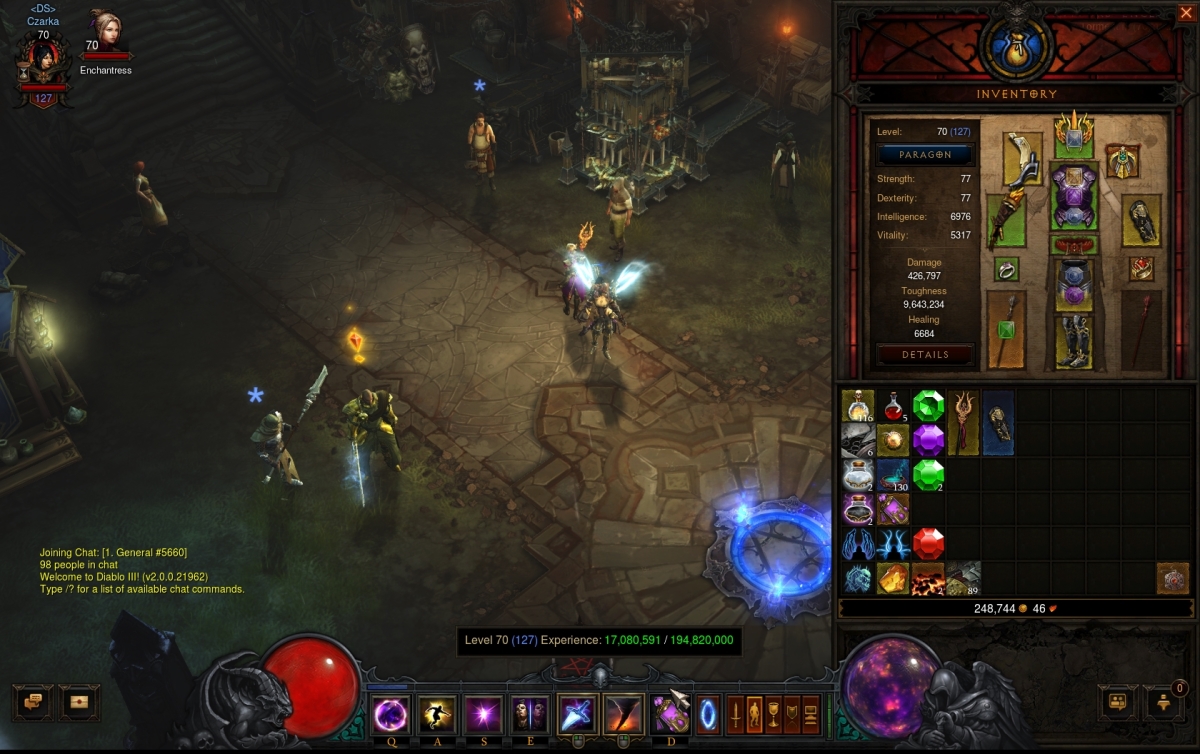 <DS>
Czarka
70
127
70
Enchantress
INVENTORY
Level: 70 (127)
PARAGON
Strength: 77
Dexterity: 77
Intelligence: 6976
Vitality: 5317
Damage
426,797
Toughness
9,643,234
Healing
6684
DETAILS
116 5
6
2 130 2
2
2 89
248,744 46
Joining Chat: [1. General #5660]
98 people in chat
Welcome to Diablo III! (v2.0.0.21962)
Type /? for a list of available chat commands.
Level 70 (127) Experience: 17,080,591 / 194,820,000
Q A S E D
0